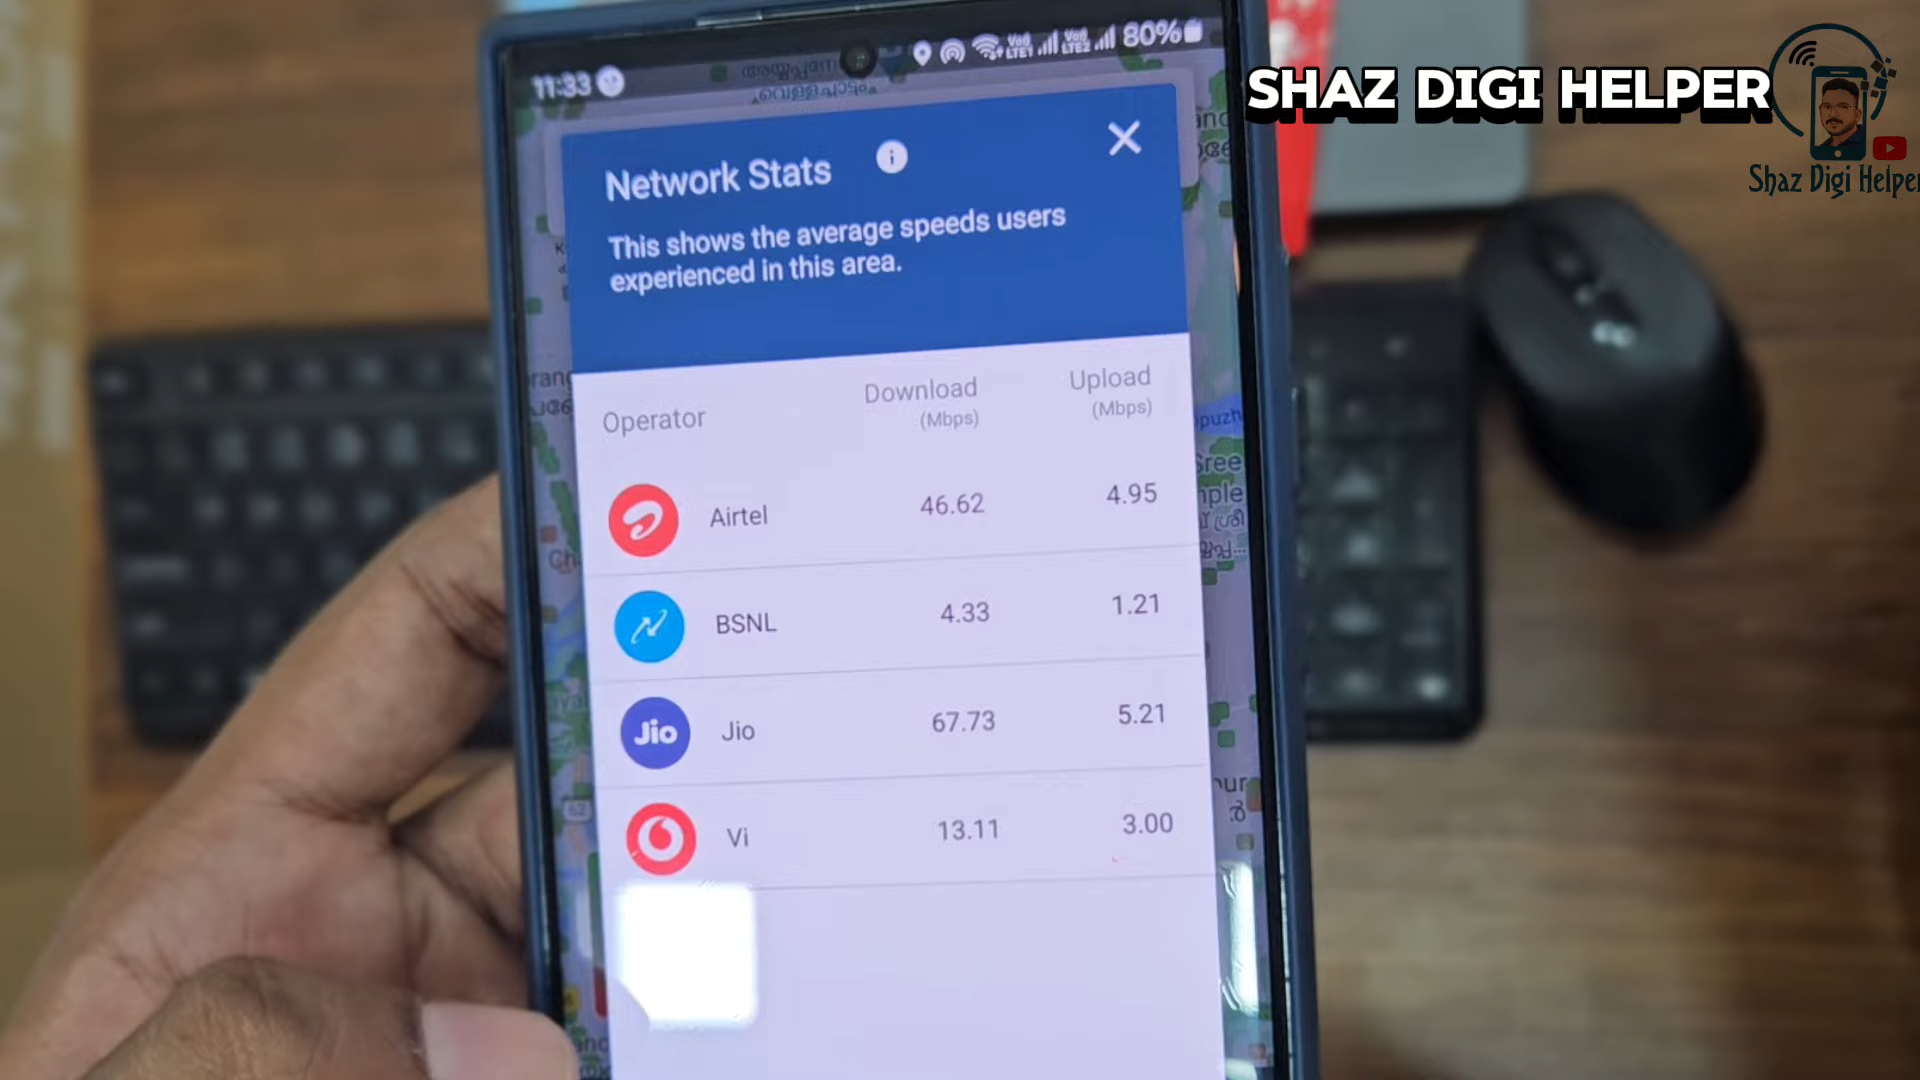 11:33
80%
SHAZ DIGI HELPER
Shaz Digi Helper
Network Stats
This shows the average speeds users
experienced in this area.
Operator Download Upload
(Mbps) (Mbps)
Airtel 46.62 4.95
BSNL 4.33 1.21
Jio Jio 67.73 5.21
Vi 13.11 3.00